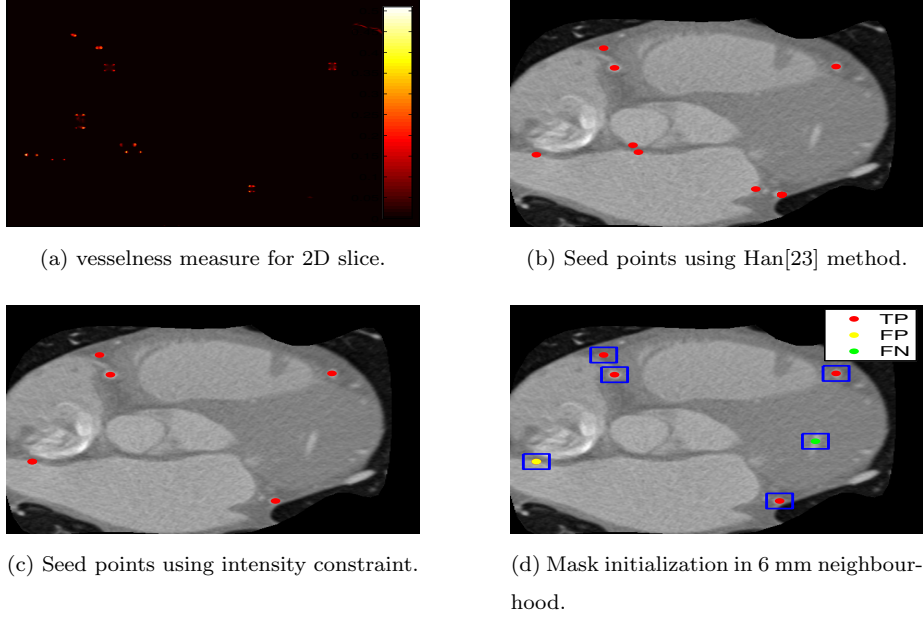 (a) vesselness measure for 2D slice.
(b) Seed points using Han[23] method.
TP
FP
FN
(c) Seed points using intensity constraint.
(d) Mask initialization in 6 mm neighbour-
hood.